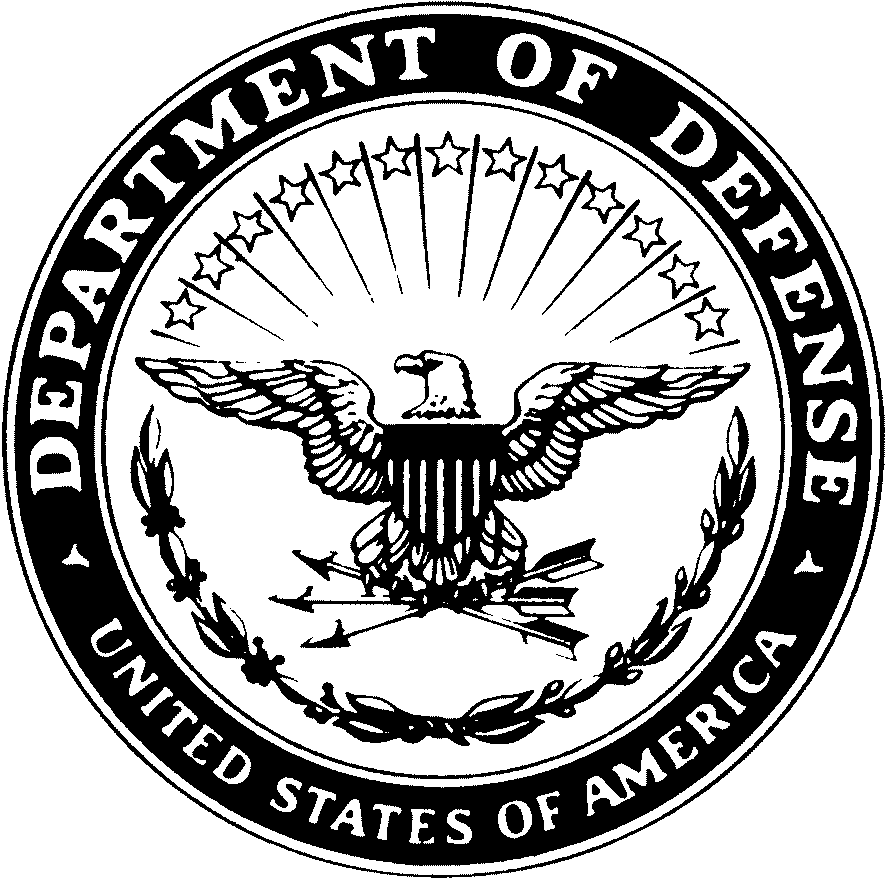 DEPARTMENT OF DEFENSE
UNITED STATES OF AMERICA